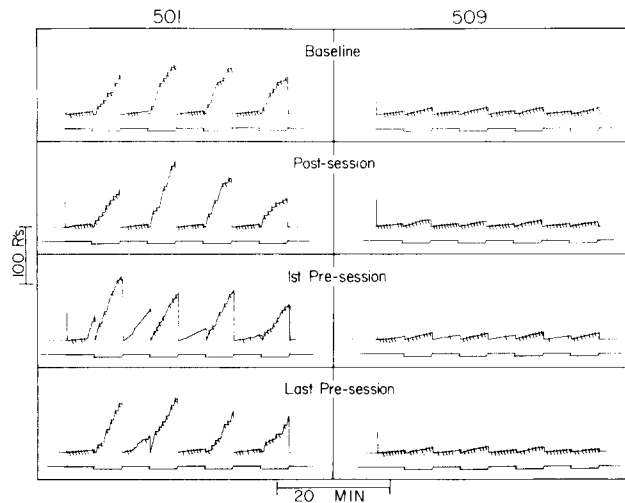 501
509
Baseline
Post-session
100 R's
1st Pre-session
Last Pre-session
20 MIN